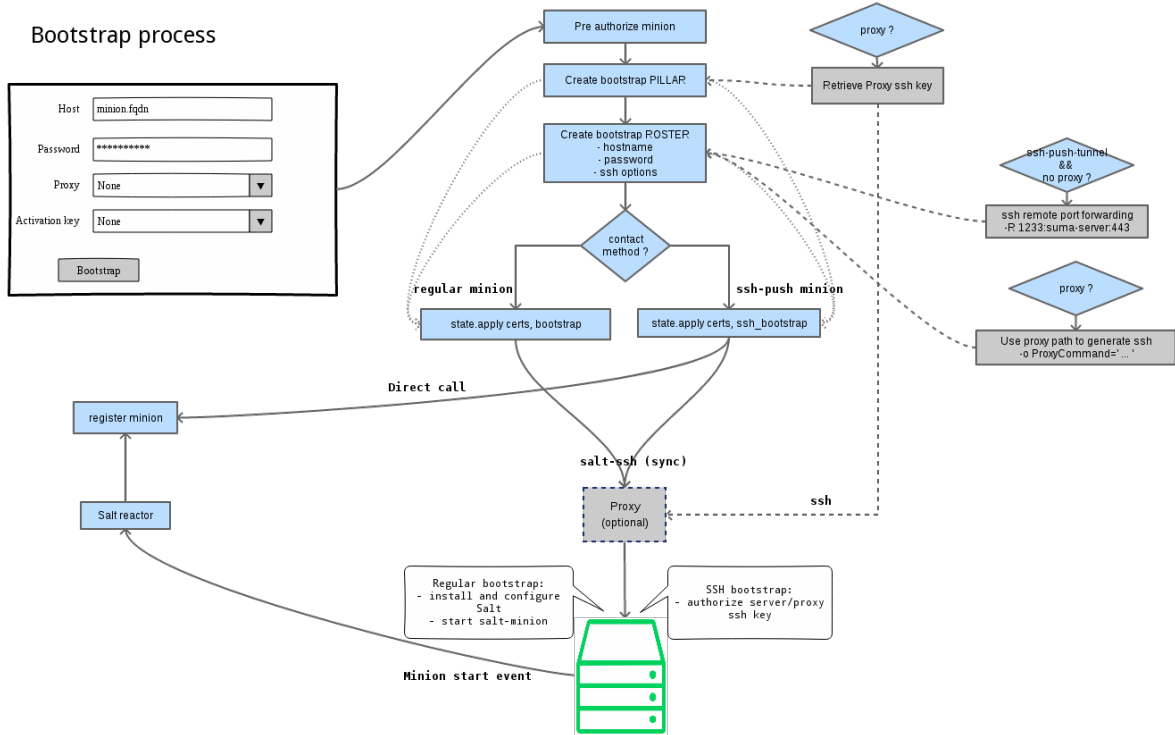 Bootstrap process
Host
minion.fqdn
Password
**********
Proxy
None
Activation key
None
Bootstrap
Pre authorize minion
Create bootstrap PILLAR
Create bootstrap ROSTER
- hostname
- password
- ssh options
contact
method ?
regular minion
ssh-push minion
state.apply certs, bootstrap
state.apply certs, ssh_bootstrap
proxy ?
Retrieve Proxy ssh key
ssh-push-tunnel
&&
no proxy ?
ssh remote port forwarding
-R 1233:suma-server:443
proxy ?
Use proxy path to generate ssh
-o ProxyCommand=' ... '
Direct call
register minion
Salt reactor
salt-ssh (sync)
Proxy
(optional)
ssh
Regular bootstrap:
- install and configure
Salt
- start salt-minion
SSH bootstrap:
- authorize server/proxy
ssh key
Minion start event